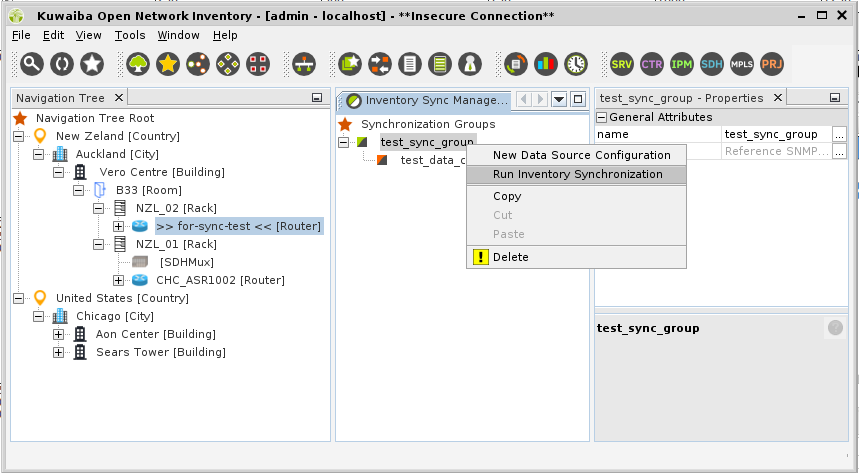 Kuwaiba Open Network Inventory - [admin - localhost] - **Insecure Connection**
File Edit View Tools Window Help
SRV CTR IPM SDH MPLS PRJ
Navigation Tree
Navigation Tree Root
New Zeland [Country]
Auckland [City]
Vero Centre [Building]
B33 [Room]
NZL_02 [Rack]
>> for-sync-test << [Router]
NZL_01 [Rack]
[SDHMux]
CHC_ASR1002 [Router]
United States [Country]
Chicago [City]
Aon Center [Building]
Sears Tower [Building]
Inventory Sync Manage...
Synchronization Groups
test_sync_group
test_data_c
New Data Source Configuration
Run Inventory Synchronization
Copy
Cut
Paste
Delete
test_sync_group - Properties
General Attributes
name test_sync_group ...
Reference SNMP... ...
test_sync_group